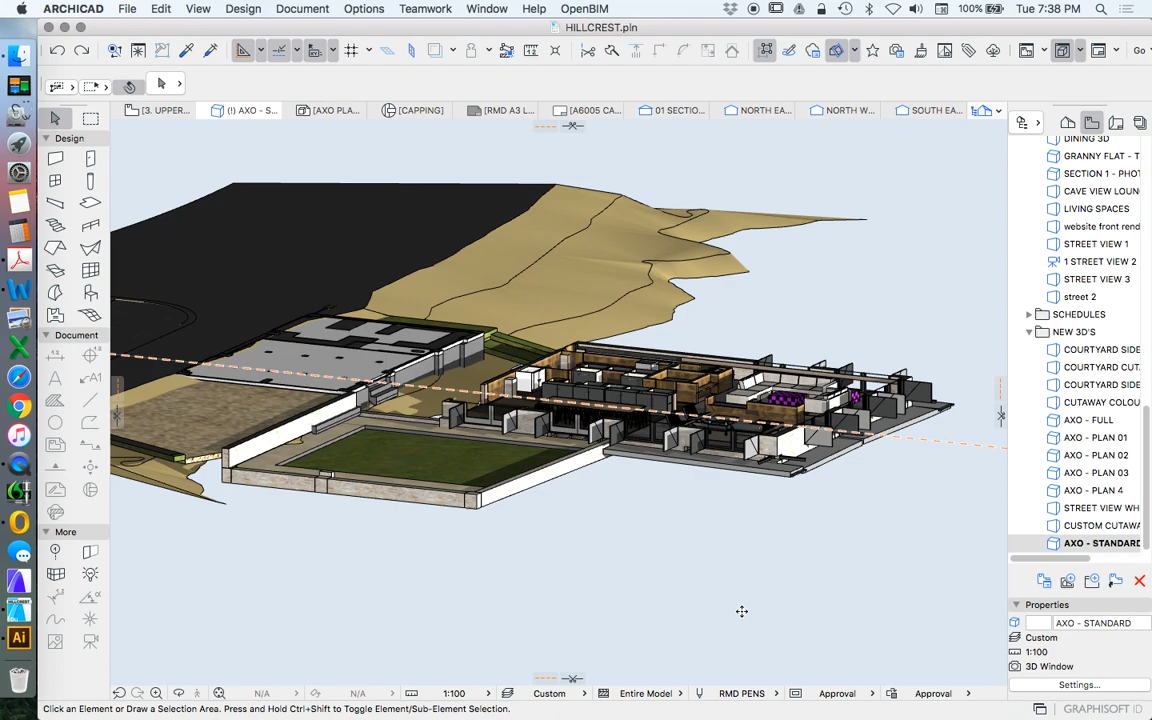 ARCHICAD File Edit View Design Document Options Teamwork Window Help OpenBIM 100% Tue 7:38 PM
HILLCREST.pln
Go
[3. UPPER... (!) AXO - S... [AXO PLA... [CAPPING] [RMD A3 L... [A6005 CA... 01 SECTIO... NORTH EA... NORTH W... SOUTH EA...
Design
Document
More
DINING 3D
GRANNY FLAT - T
SECTION 1 - PHOT
CAVE VIEW LOUN
LIVING SPACES
website front rend
STREET VIEW 1
1 STREET VIEW 2
STREET VIEW 3
street 2
SCHEDULES
NEW 3D'S
COURTYARD SIDE
COURTYARD CUT
COURTYARD SIDE
CUTAWAY COLOU
AXO - FULL
AXO - PLAN 01
AXO - PLAN 02
AXO - PLAN 03
AXO - PLAN 4
STREET VIEW WH
CUSTOM CUTAWA
AXO - STANDARD
Properties
AXO - STANDARD
Custom
1:100
3D Window
Settings...
N/A N/A 1:100 Custom Entire Model RMD PENS Approval Approval
Click an Element or Draw a Selection Area. Press and Hold Ctrl+Shift to Toggle Element/Sub-Element Selection.
GRAPHISOFT ID